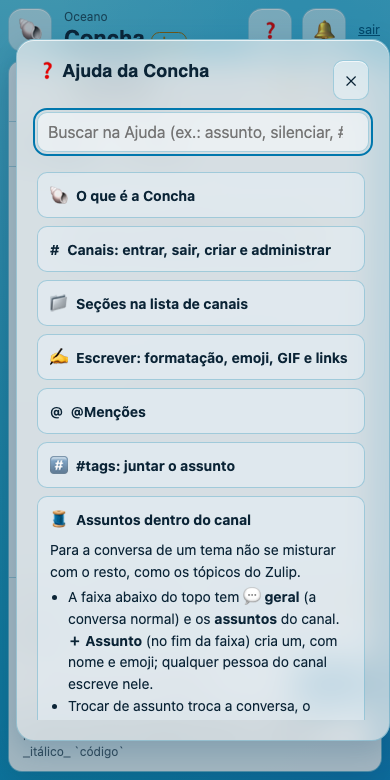 Oceano
Concha
sair
❓ Ajuda da Concha
×
Buscar na Ajuda (ex.: assunto, silenciar, #
🐚 O que é a Concha
# Canais: entrar, sair, criar e administrar
📁 Seções na lista de canais
✍️ Escrever: formatação, emoji, GIF e links
@ @Menções
#️⃣ #tags: juntar o assunto
🧵 Assuntos dentro do canal
Para a conversa de um tema não se misturar
com o resto, como os tópicos do Zulip.
• A faixa abaixo do topo tem 💬 geral (a
conversa normal) e os assuntos do canal.
+ Assunto (no fim da faixa) cria um, com
nome e emoji; qualquer pessoa do canal
escreve nele.
• Trocar de assunto troca a conversa, o
_itálico_ `código`